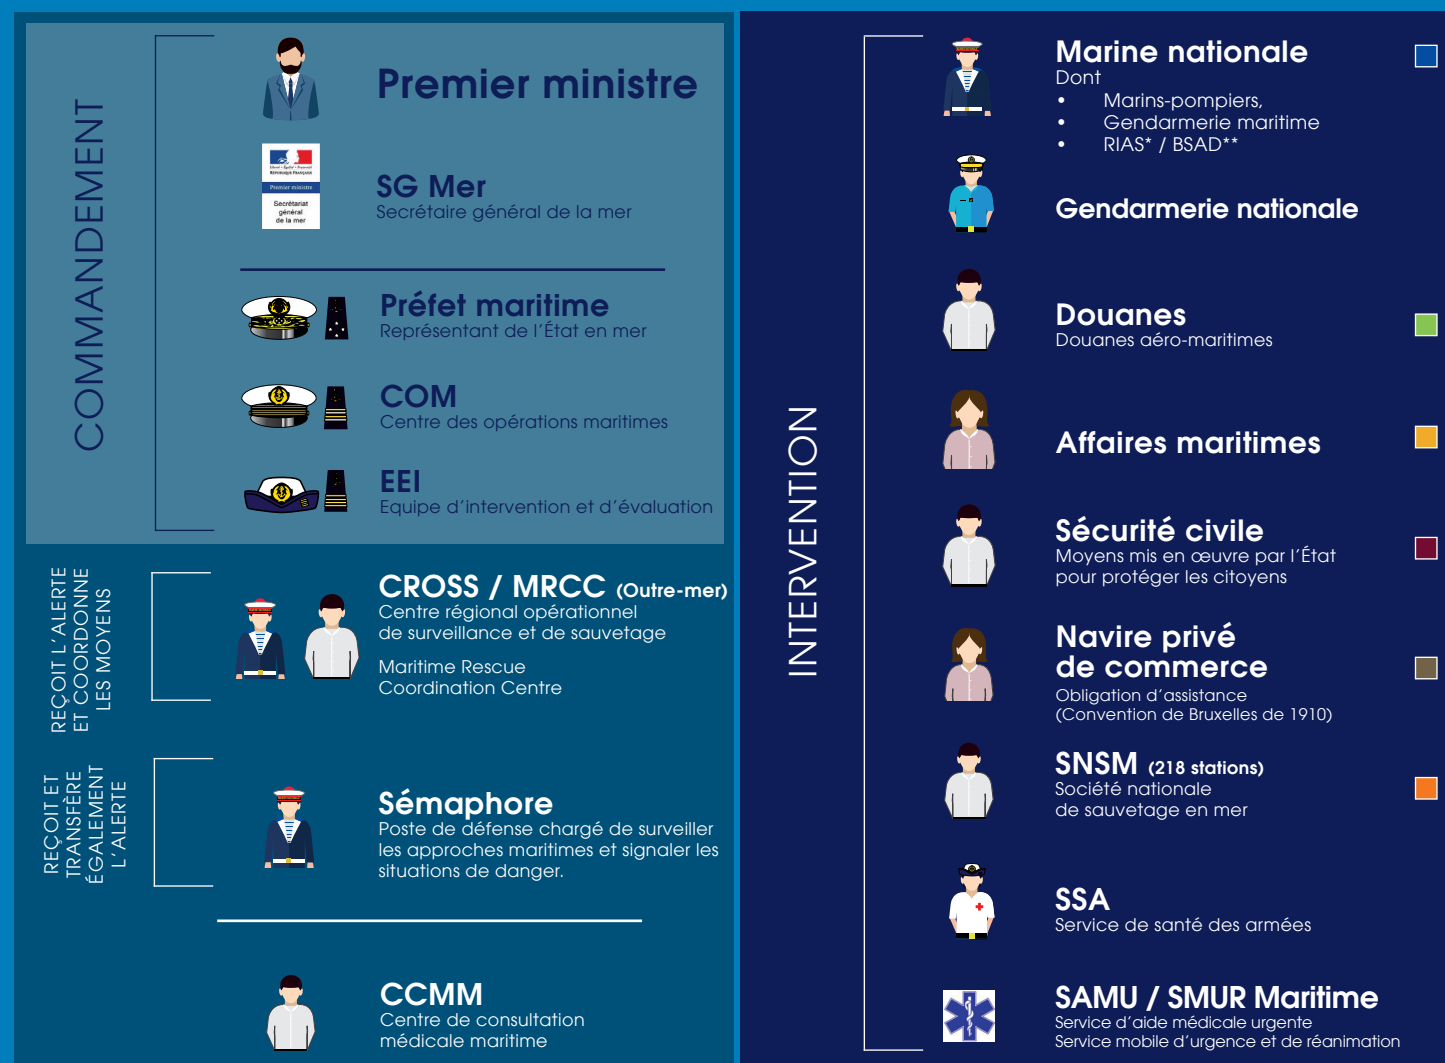 COMMANDEMENT
Premier ministre
Liberté • Égalité • Fraternité
RÉPUBLIQUE FRANÇAISE
Premier ministre
Secrétariat
général
de la mer
SG Mer
Secrétaire général de la mer
Préfet maritime
Représentant de l'État en mer
COM
Centre des opérations maritimes
EEI
Equipe d'intervention et d'évaluation
REÇOIT L'ALERTE
ET COORDONNE
LES MOYENS
CROSS / MRCC (Outre-mer)
Centre régional opérationnel
de surveillance et de sauvetage
Maritime Rescue
Coordination Centre
REÇOIT ET
TRANSFÈRE
ÉGALEMENT
L'ALERTE
Sémaphore
Poste de défense chargé de surveiller
les approches maritimes et signaler les
situations de danger.
CCMM
Centre de consultation
médicale maritime
INTERVENTION
Marine nationale
Dont
• Marins-pompiers,
• Gendarmerie maritime
• RIAS* / BSAD**
Gendarmerie nationale
Douanes
Douanes aéro-maritimes
Affaires maritimes
Sécurité civile
Moyens mis en œuvre par l'État
pour protéger les citoyens
Navire privé
de commerce
Obligation d'assistance
(Convention de Bruxelles de 1910)
SNSM (218 stations)
Société nationale
de sauvetage en mer
SSA
Service de santé des armées
SAMU / SMUR Maritime
Service d'aide médicale urgente
Service mobile d'urgence et de réanimation